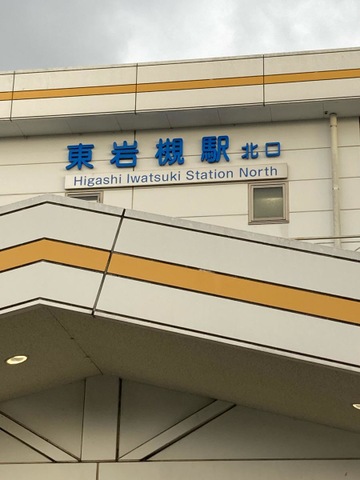 東岩槻駅 北口
Higashi Iwatsuki Station North